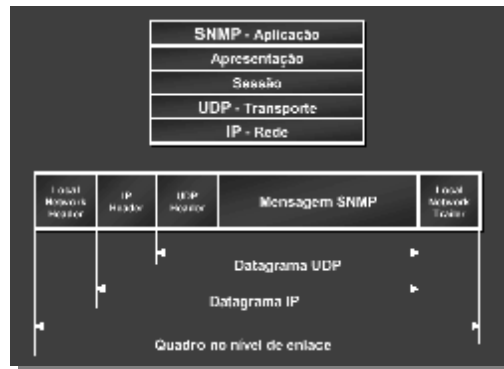 SNMP - Aplicação
Apresentação
Sessão
UDP - Transporte
IP - Rede
Local
Network
Header
IP
Header
UDP
Header
Mensagem SNMP
Local
Network
Trailer
Datagrama UDP
Datagrama IP
Quadro no nível de enlace